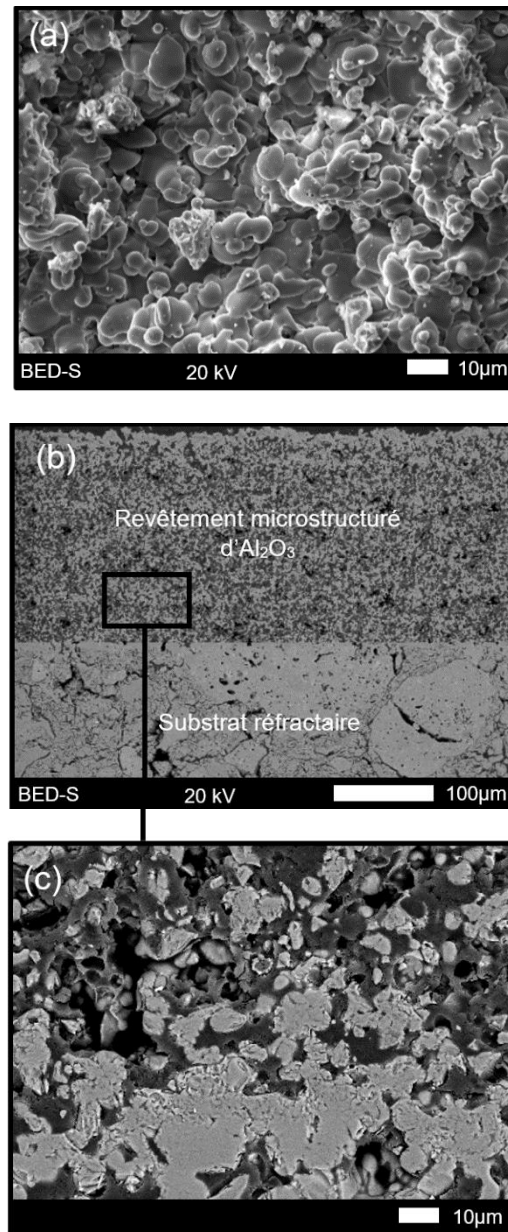 (a)
BED-S 20 kV 10µm
(b)
Revêtement microstructuré
d'Al₂O₃
Substrat réfractaire
BED-S 20 kV 100µm
(c)
10µm